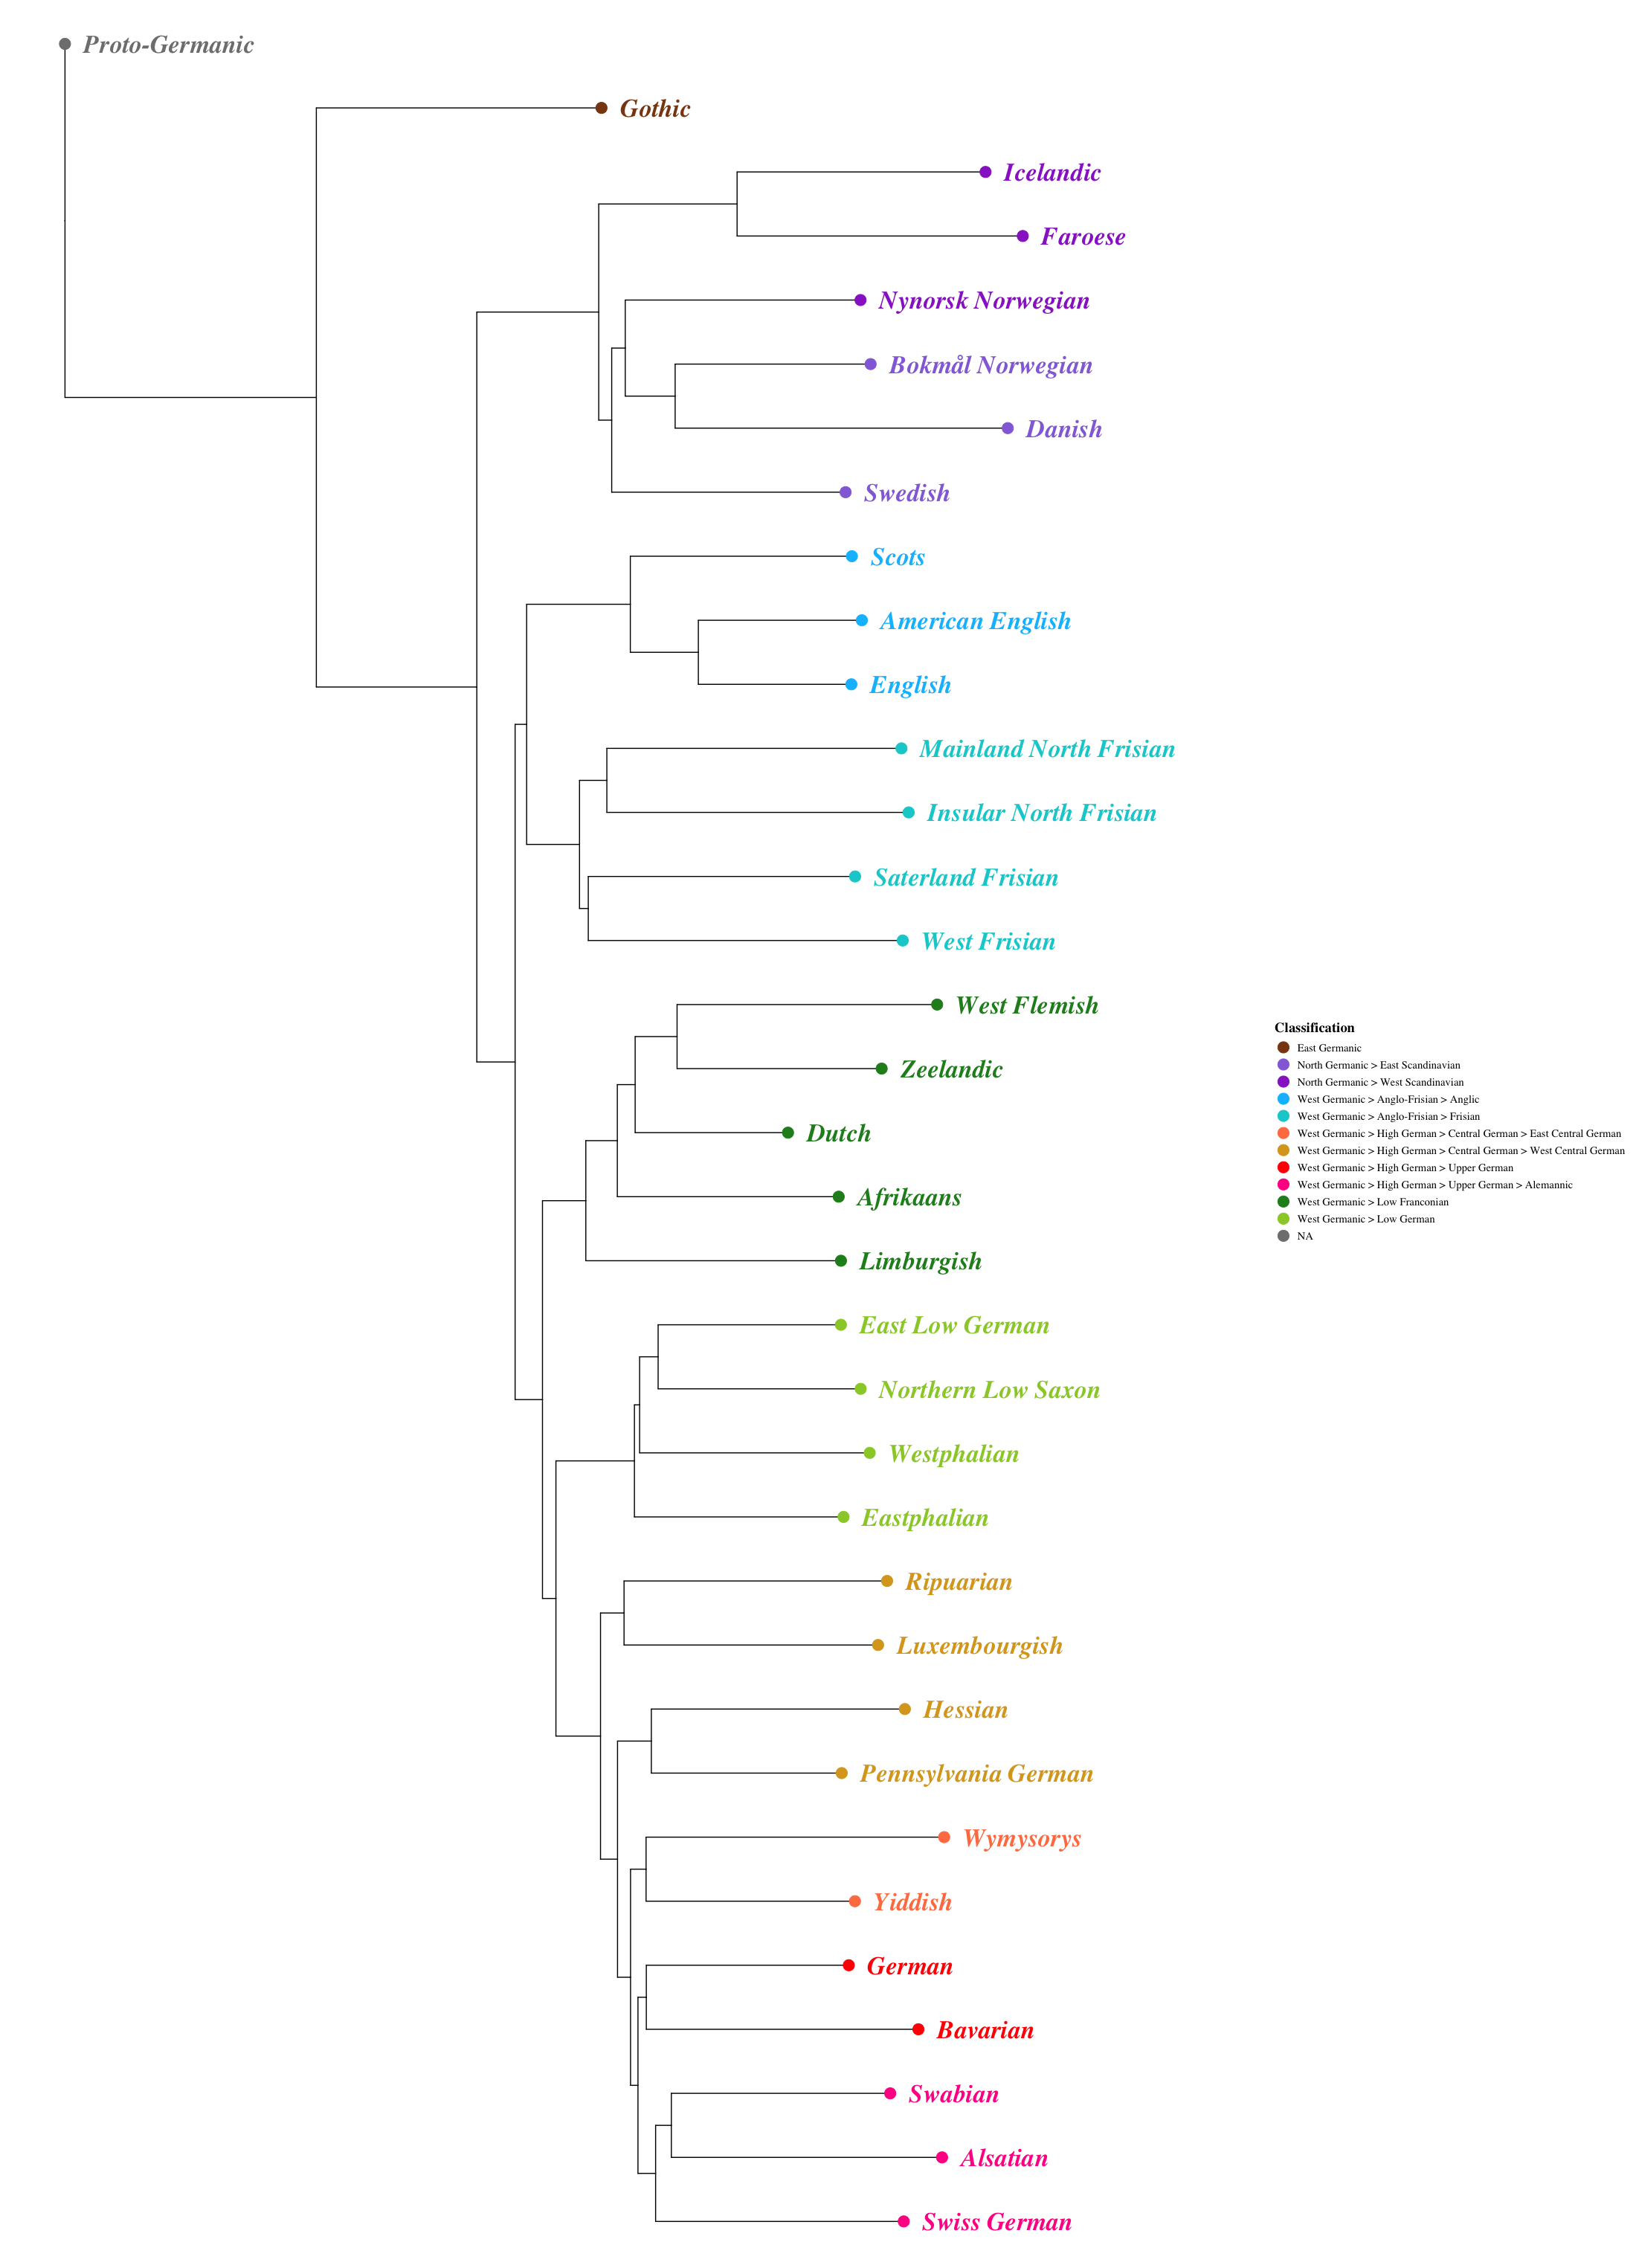 Proto-Germanic
Gothic
Icelandic
Faroese
Nynorsk Norwegian
Bokmål Norwegian
Danish
Swedish
Scots
American English
English
Mainland North Frisian
Insular North Frisian
Saterland Frisian
West Frisian
West Flemish
Zeelandic
Dutch
Afrikaans
Limburgish
East Low German
Northern Low Saxon
Westphalian
Eastphalian
Ripuarian
Luxembourgish
Hessian
Pennsylvania German
Wymysorys
Yiddish
German
Bavarian
Swabian
Alsatian
Swiss German
Classification
East Germanic
North Germanic > East Scandinavian
North Germanic > West Scandinavian
West Germanic > Anglo-Frisian > Anglic
West Germanic > Anglo-Frisian > Frisian
West Germanic > High German > Central German > East Central German
West Germanic > High German > Central German > West Central German
West Germanic > High German > Upper German
West Germanic > High German > Upper German > Alemannic
West Germanic > Low Franconian
West Germanic > Low German
NA